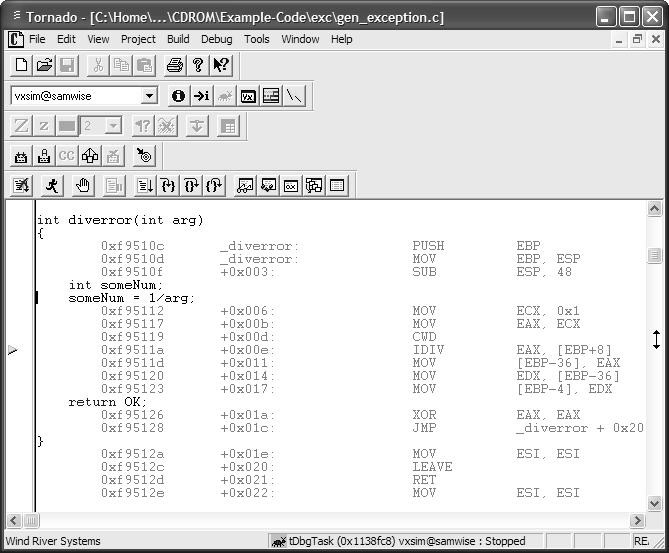 Tornado - [C:\Home\...\CDROM\Example-Code\exc\gen_exception.c]
File Edit View Project Build Debug Tools Window Help
vxsim@samwise
Z z 2
CC
int diverror(int arg)
{
0xf9510c _diverror: PUSH EBP
0xf9510d _diverror: MOV EBP, ESP
0xf9510f +0x003: SUB ESP, 48
int someNum;
someNum = 1/arg;
0xf95112 +0x006: MOV ECX, 0x1
0xf95117 +0x00b: MOV EAX, ECX
0xf95119 +0x00d: CWD
0xf9511a +0x00e: IDIV EAX, [EBP+8]
0xf9511d +0x011: MOV [EBP-36], EAX
0xf95120 +0x014: MOV EDX, [EBP-36]
0xf95123 +0x017: MOV [EBP-4], EDX
return OK;
0xf95126 +0x01a: XOR EAX, EAX
0xf95128 +0x01c: JMP _diverror + 0x20
}
0xf9512a +0x01e: MOV ESI, ESI
0xf9512c +0x020: LEAVE
0xf9512d +0x021: RET
0xf9512e +0x022: MOV ESI, ESI
Wind River Systems tDbgTask (0x1138fc8) vxsim@samwise : Stopped